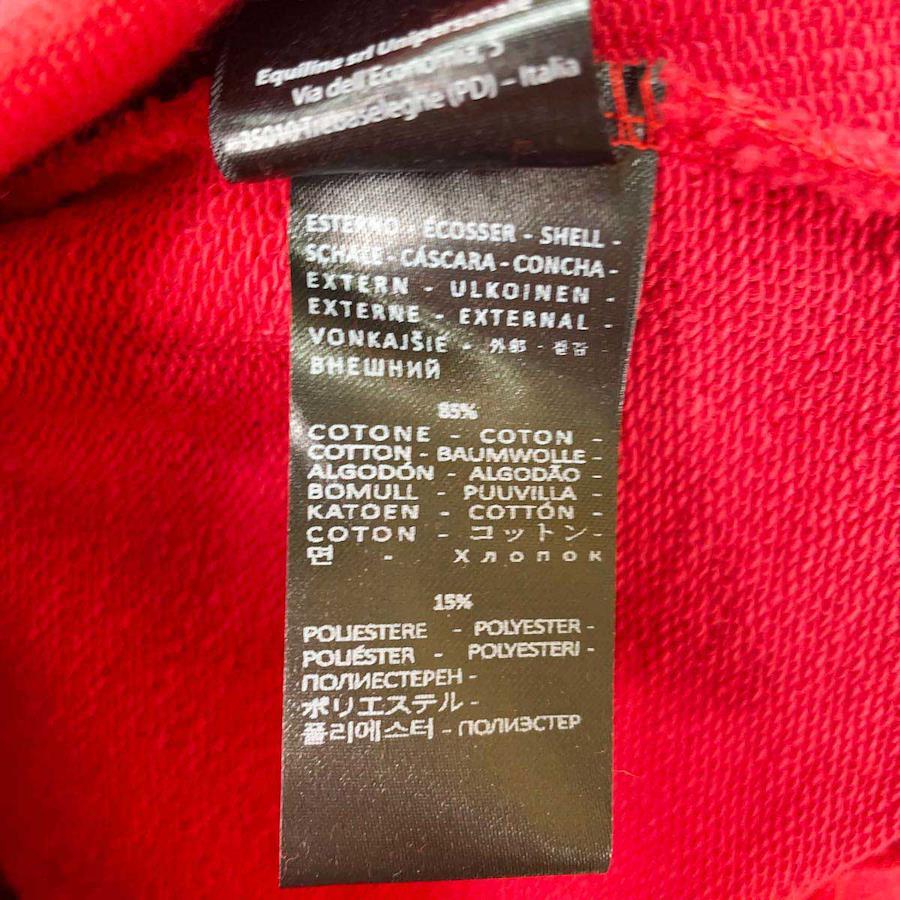 Equiline srl Unipersonale
Via dell'Economia, 5
35010 Trebaseleghe (PD) – Italia
ESTERNO - ÉCOSSER - SHELL -
SCHALE - CÁSCARA - CONCHA -
EXTERN - ULKOINEN -
EXTERNE - EXTERNAL -
VONKAJŠIE - 外部 -
ВНЕШНИЙ
85%
COTONE - COTON -
COTTON - BAUMWOLLE -
ALGODÓN - ALGODÃO -
BOMULL - PUUVILLA -
KATOEN - COTTÓN -
COTON - コットン -
면 - Хлопок
15%
POLIESTERE - POLYESTER -
POLIÉSTER - POLYESTERI -
ПОЛИЕСТЕРЕН -
ポリエステル -
폴리에스터 - ПОЛИЭСТЕР